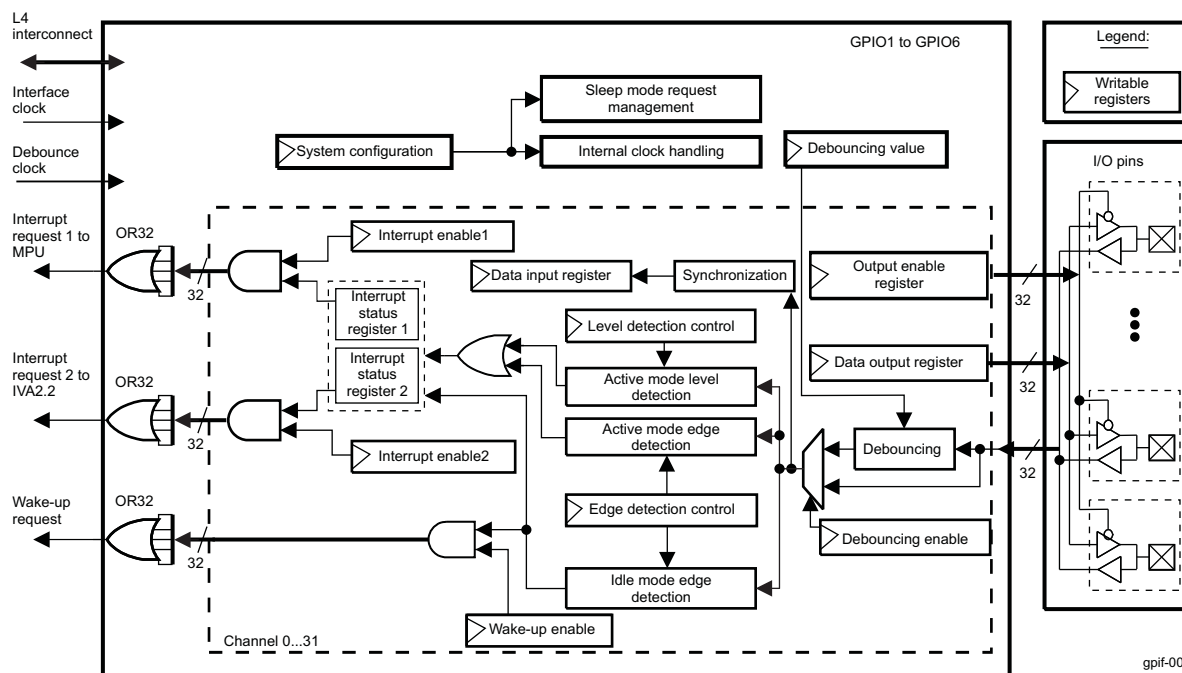 L4
interconnect
GPIO1 to GPIO6
Legend:
Writable
registers
Interface
clock
Sleep mode request
management
Debounce
clock
System configuration
Internal clock handling
Debouncing value
I/O pins
Interrupt
request 1 to
MPU
OR32
32
Interrupt enable1
Data input register
Synchronization
Output enable
register
32
Interrupt
status
register 1
Level detection control
Interrupt
status
register 2
Data output register
32
Interrupt
request 2 to
IVA2.2
OR32
32
Active mode level
detection
Active mode edge
detection
Debouncing
32
Interrupt enable2
Wake-up
request
OR32
32
Edge detection control
Debouncing enable
Idle mode edge
detection
Wake-up enable
Channel 0...31
gpif-00